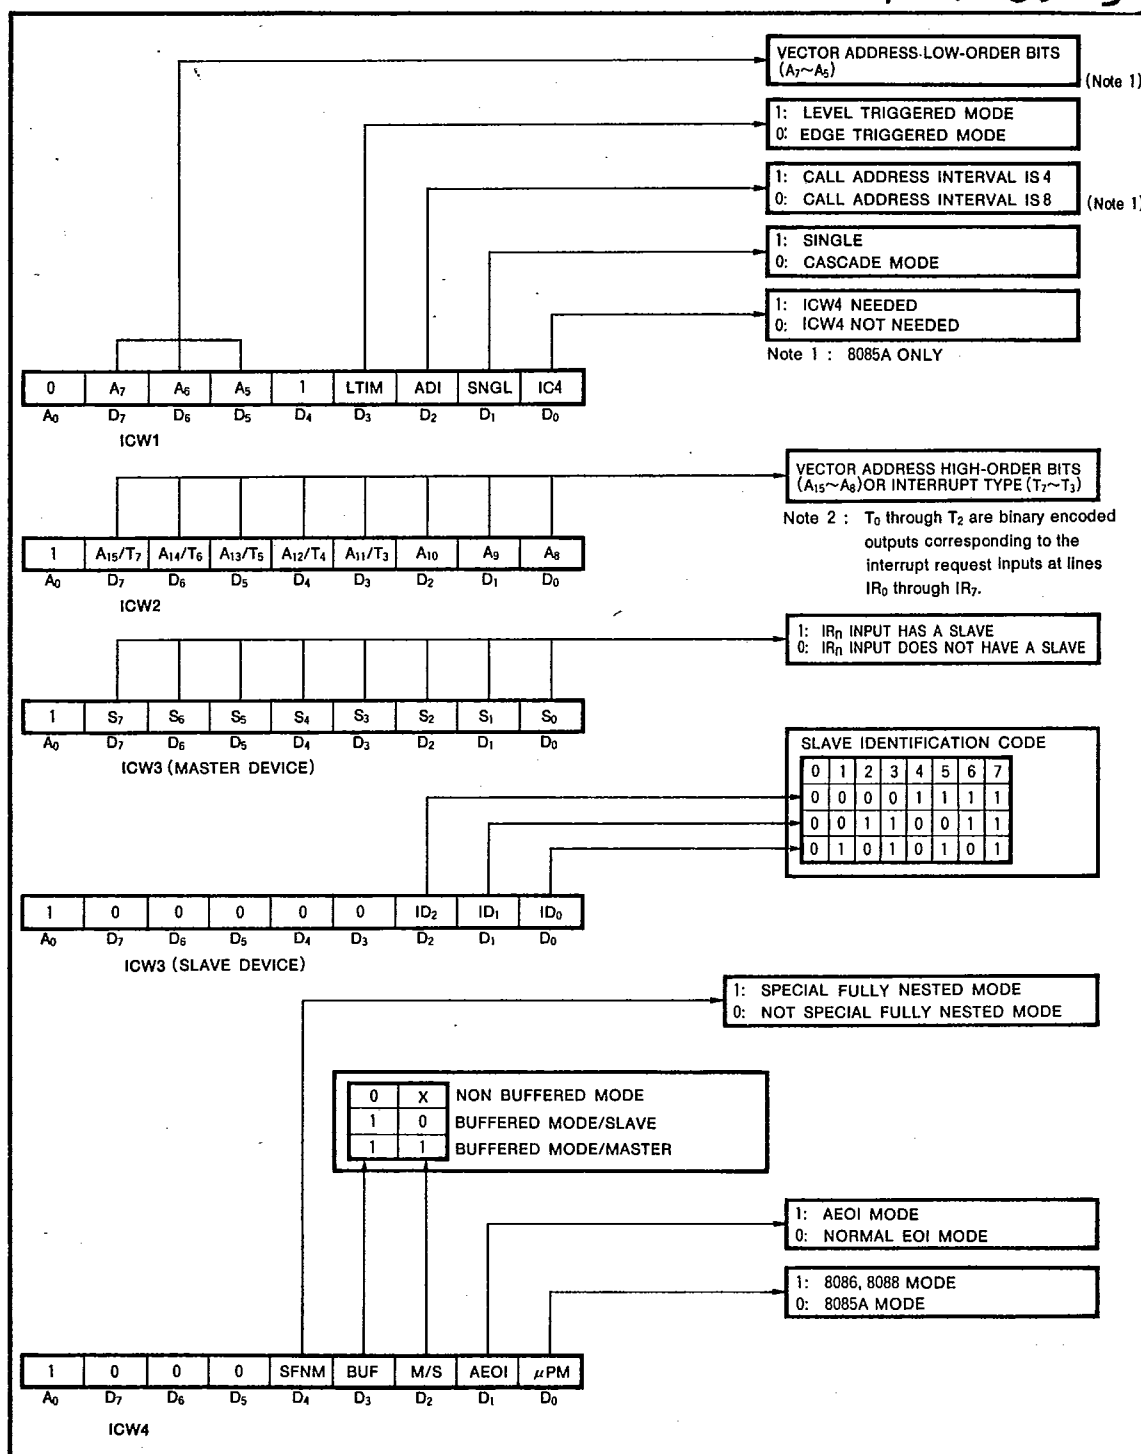 VECTOR ADDRESS LOW-ORDER BITS
(A₇~A₅)
(Note 1)
1: LEVEL TRIGGERED MODE
0: EDGE TRIGGERED MODE
1: CALL ADDRESS INTERVAL IS 4
0: CALL ADDRESS INTERVAL IS 8
(Note 1)
1: SINGLE
0: CASCADE MODE
1: ICW4 NEEDED
0: ICW4 NOT NEEDED
Note 1 : 8085A ONLY
0 A₇ A₆ A₅ 1 LTIM ADI SNGL IC4
A₀ D₇ D₆ D₅ D₄ D₃ D₂ D₁ D₀
ICW1
VECTOR ADDRESS HIGH-ORDER BITS
(A₁₅~A₈) OR INTERRUPT TYPE (T₇~T₃)
Note 2 : T₀ through T₂ are binary encoded
outputs corresponding to the
interrupt request inputs at lines
IR₀ through IR₇.
1 A₁₅/T₇ A₁₄/T₆ A₁₃/T₅ A₁₂/T₄ A₁₁/T₃ A₁₀ A₉ A₈
A₀ D₇ D₆ D₅ D₄ D₃ D₂ D₁ D₀
ICW2
1: IRn INPUT HAS A SLAVE
0: IRn INPUT DOES NOT HAVE A SLAVE
1 S₇ S₆ S₅ S₄ S₃ S₂ S₁ S₀
A₀ D₇ D₆ D₅ D₄ D₃ D₂ D₁ D₀
ICW3 (MASTER DEVICE)
SLAVE IDENTIFICATION CODE
0 1 2 3 4 5 6 7
0 0 0 0 1 1 1 1
0 0 1 1 0 0 1 1
0 1 0 1 0 1 0 1
1 0 0 0 0 0 ID₂ ID₁ ID₀
A₀ D₇ D₆ D₅ D₄ D₃ D₂ D₁ D₀
ICW3 (SLAVE DEVICE)
1: SPECIAL FULLY NESTED MODE
0: NOT SPECIAL FULLY NESTED MODE
0 X NON BUFFERED MODE
1 0 BUFFERED MODE/SLAVE
1 1 BUFFERED MODE/MASTER
1: AEOI MODE
0: NORMAL EOI MODE
1: 8086, 8088 MODE
0: 8085A MODE
1 0 0 0 SFNM BUF M/S AEOI μPM
A₀ D₇ D₆ D₅ D₄ D₃ D₂ D₁ D₀
ICW4